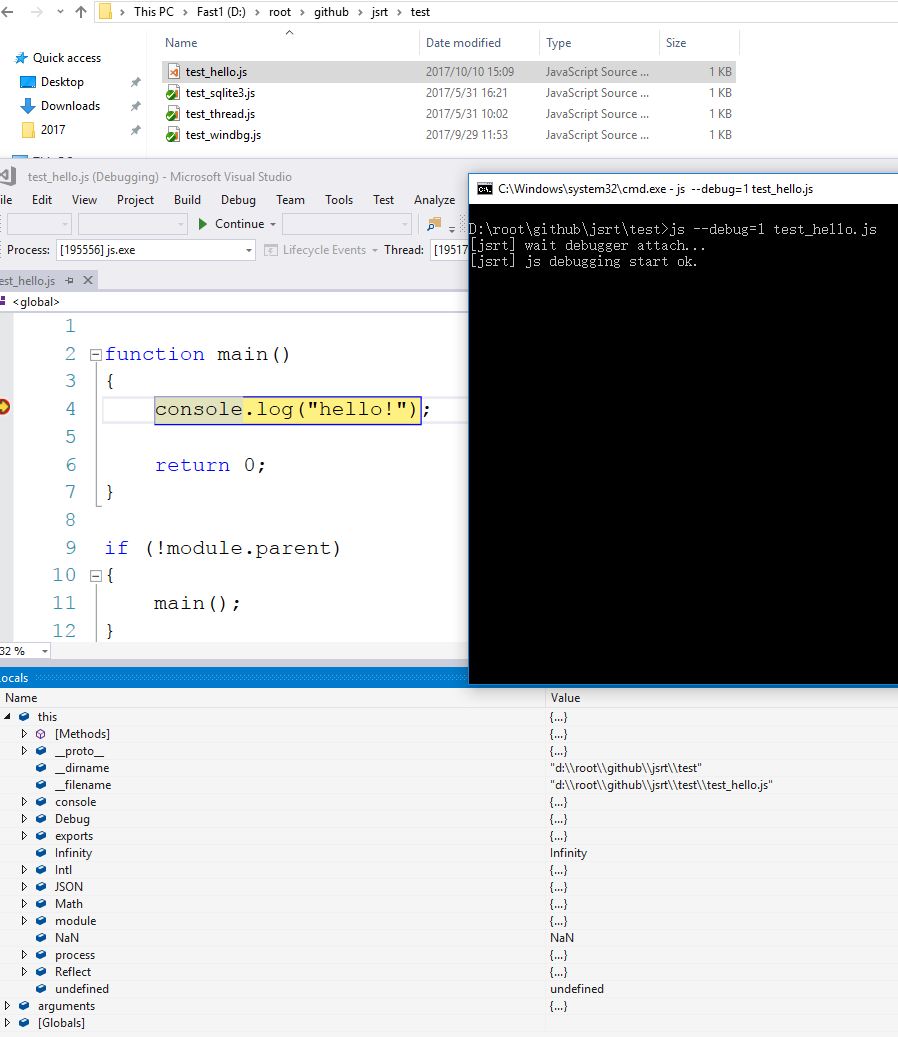 This PC > Fast1 (D:) > root > github > jsrt > test
Name Date modified Type Size
Quick access
Desktop
Downloads
2017
test_hello.js 2017/10/10 15:09 JavaScript Source ... 1 KB
test_sqlite3.js 2017/5/31 16:21 JavaScript Source ... 1 KB
test_thread.js 2017/5/31 10:02 JavaScript Source ... 1 KB
test_windbg.js 2017/9/29 11:53 JavaScript Source ... 1 KB
test_hello.js (Debugging) - Microsoft Visual Studio
ile Edit View Project Build Debug Team Tools Test Analyze
Continue
Process: [195556] js.exe Lifecycle Events Thread: [19517
est_hello.js
<global>
1
2 function main()
3 {
4 console.log("hello!");
5
6 return 0;
7 }
8
9 if (!module.parent)
10 {
11 main();
12 }
32 %
C:\Windows\system32\cmd.exe - js --debug=1 test_hello.js
D:\root\github\jsrt\test>js --debug=1 test_hello.js
[jsrt] wait debugger attach...
[jsrt] js debugging start ok.
ocals
Name Value
this {...}
[Methods] {...}
__proto__ {...}
__dirname "d:\\root\\github\\jsrt\\test"
__filename "d:\\root\\github\\jsrt\\test\\test_hello.js"
console {...}
Debug {...}
exports {...}
Infinity Infinity
Intl {...}
JSON {...}
Math {...}
module {...}
NaN NaN
process {...}
Reflect {...}
undefined undefined
arguments {...}
[Globals]